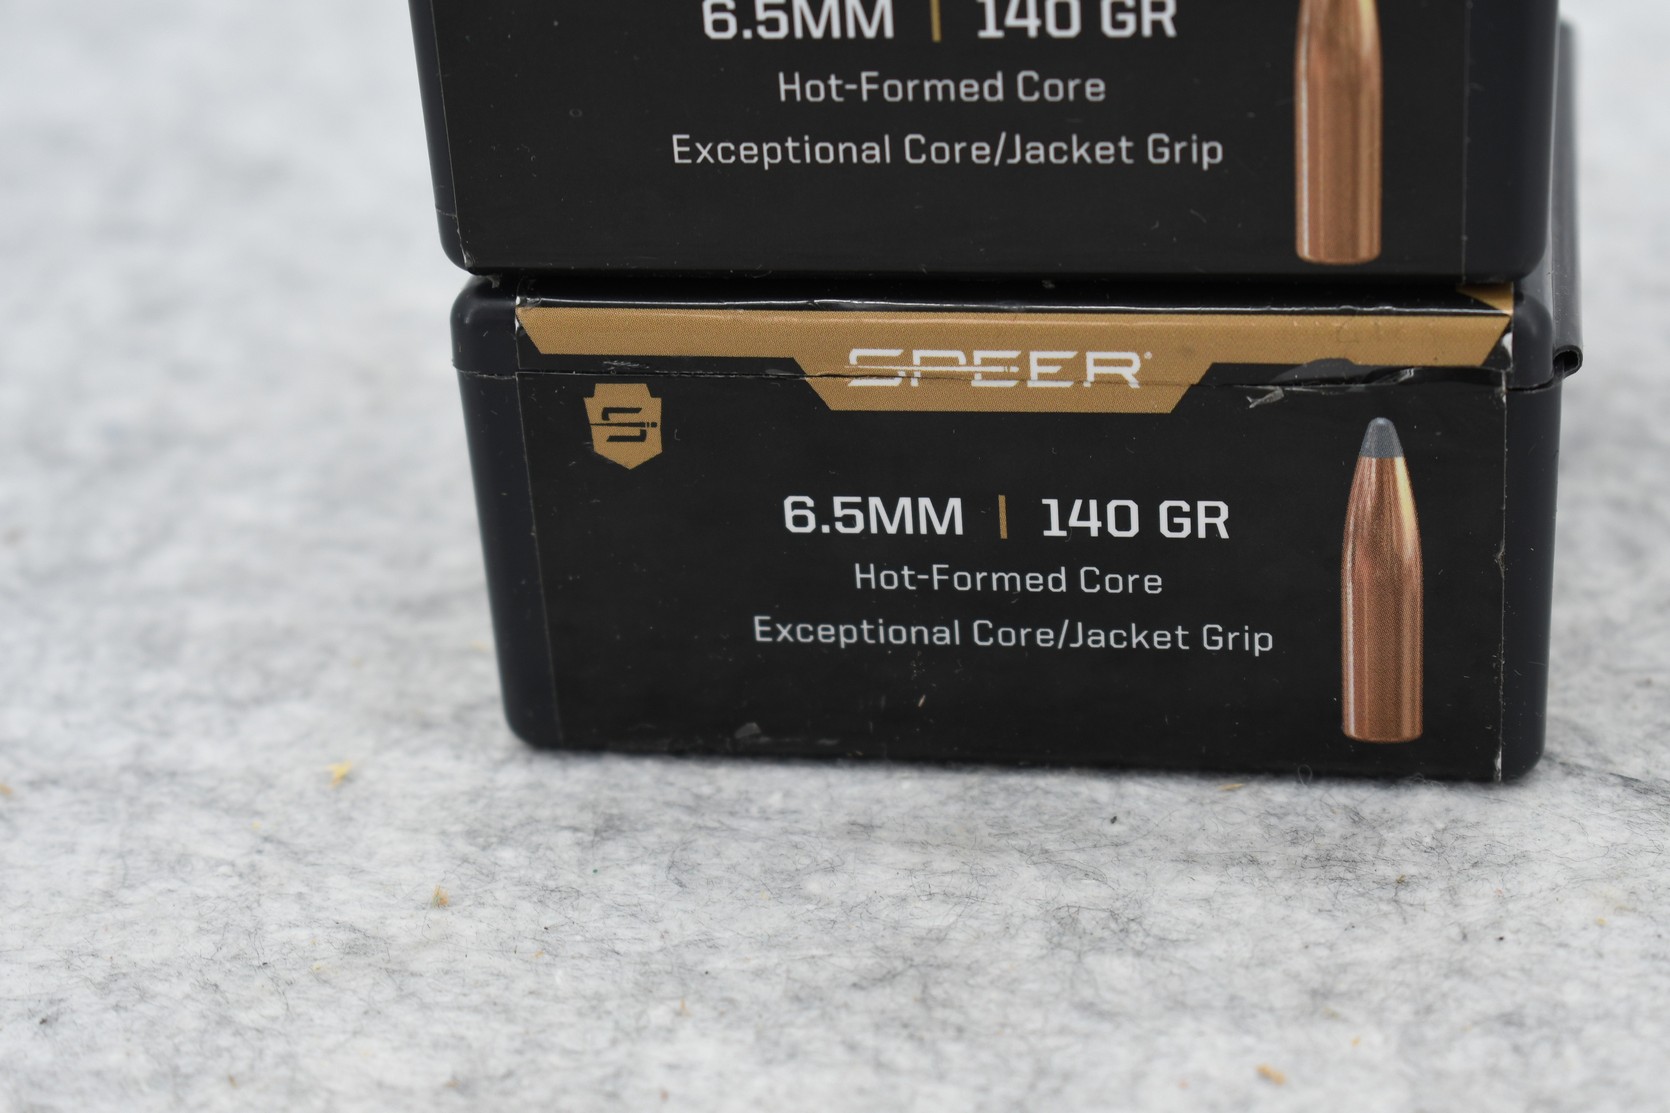 6.5MM | 140 GR
Hot-Formed Core
Exceptional Core/Jacket Grip
SPEER
6.5MM | 140 GR
Hot-Formed Core
Exceptional Core/Jacket Grip